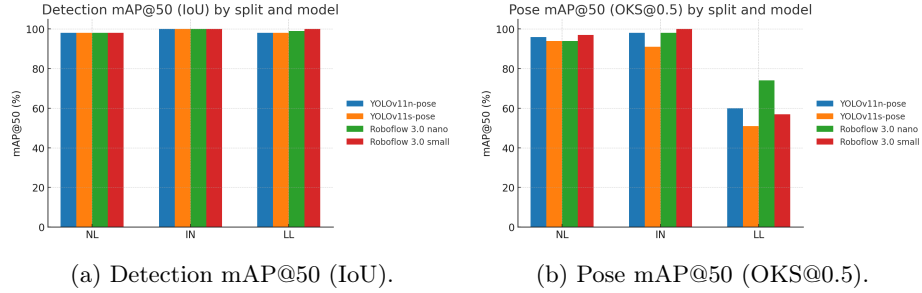 Detection mAP@50 (IoU) by split and model
100
80
60
40
20
0
mAP@50 (%)
NL
IN
LL
YOLOv11n-pose
YOLOv11s-pose
Roboflow 3.0 nano
Roboflow 3.0 small
(a) Detection mAP@50 (IoU).
Pose mAP@50 (OKS@0.5) by split and model
100
80
60
40
20
0
mAP@50 (%)
NL
IN
LL
YOLOv11n-pose
YOLOv11s-pose
Roboflow 3.0 nano
Roboflow 3.0 small
(b) Pose mAP@50 (OKS@0.5).